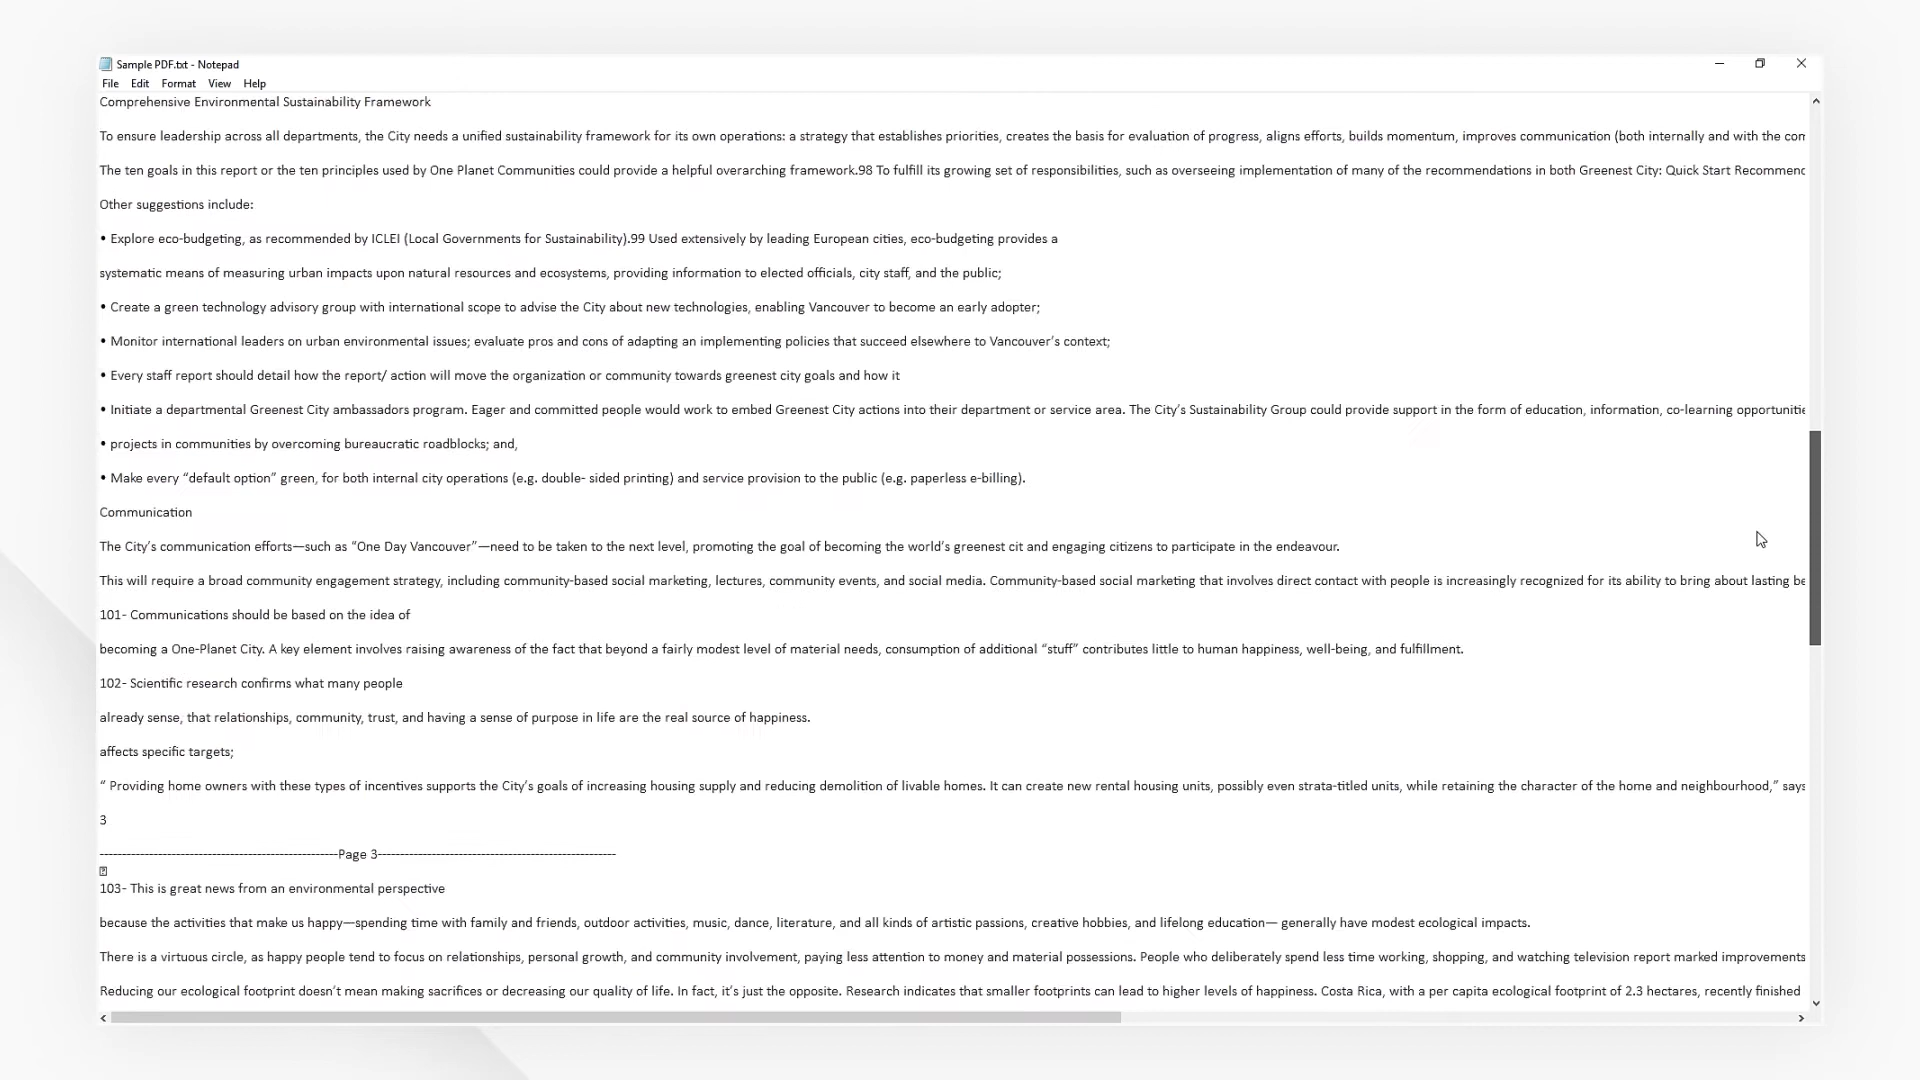 Sample PDF.txt - Notepad
File Edit Format View Help
Comprehensive Environmental Sustainability Framework
To ensure leadership across all departments, the City needs a unified sustainability framework for its own operations: a strategy that establishes priorities, creates the basis for evaluation of progress, aligns efforts, builds momentum, improves communication (both internally and with the
The ten goals in this report or the ten principles used by One Planet Communities could provide a helpful overarching framework.98 To fulfill its growing set of responsibilities, such as overseeing implementation of many of the recommendations in both Greenest City: Quick Start
Other suggestions include:
• Explore eco-budgeting, as recommended by ICLEI (Local Governments for Sustainability).99 Used extensively by leading European cities, eco-budgeting provides a
systematic means of measuring urban impacts upon natural resources and ecosystems, providing information to elected officials, city staff, and the public;
• Create a green technology advisory group with international scope to advise the City about new technologies, enabling Vancouver to become an early adopter;
• Monitor international leaders on urban environmental issues; evaluate pros and cons of adapting an implementing policies that succeed elsewhere to Vancouver’s context;
• Every staff report should detail how the report/ action will move the organization or community towards greenest city goals and how it
• Initiate a departmental Greenest City ambassadors program. Eager and committed people would work to embed Greenest City actions into their department or service area. The City’s Sustainability Group could provide support in the form of education, information, co-learning
• projects in communities by overcoming bureaucratic roadblocks; and,
• Make every “default option” green, for both internal city operations (e.g. double- sided printing) and service provision to the public (e.g. paperless e-billing).
Communication
The City’s communication efforts—such as “One Day Vancouver”—need to be taken to the next level, promoting the goal of becoming the world’s greenest cit and engaging citizens to participate in the endeavour.
This will require a broad community engagement strategy, including community-based social marketing, lectures, community events, and social media. Community-based social marketing that involves direct contact with people is increasingly recognized for its ability to bring about lasting be
101- Communications should be based on the idea of
becoming a One-Planet City. A key element involves raising awareness of the fact that beyond a fairly modest level of material needs, consumption of additional “stuff” contributes little to human happiness, well-being, and fulfillment.
102- Scientific research confirms what many people
already sense, that relationships, community, trust, and having a sense of purpose in life are the real source of happiness.
affects specific targets;
“ Providing home owners with these types of incentives supports the City’s goals of increasing housing supply and reducing demolition of livable homes. It can create new rental housing units, possibly even strata-titled units, while retaining the character of the home and neighbourhood,” says
3
-----------------------------------------------------Page 3-----------------------------------------------------
103- This is great news from an environmental perspective
because the activities that make us happy—spending time with family and friends, outdoor activities, music, dance, literature, and all kinds of artistic passions, creative hobbies, and lifelong education— generally have modest ecological impacts.
There is a virtuous circle, as happy people tend to focus on relationships, personal growth, and community involvement, paying less attention to money and material possessions. People who deliberately spend less time working, shopping, and watching television report marked improvements
Reducing our ecological footprint doesn’t mean making sacrifices or decreasing our quality of life. In fact, it’s just the opposite. Research indicates that smaller footprints can lead to higher levels of happiness. Costa Rica, with a per capita ecological footprint of 2.3 hectares, recently finished